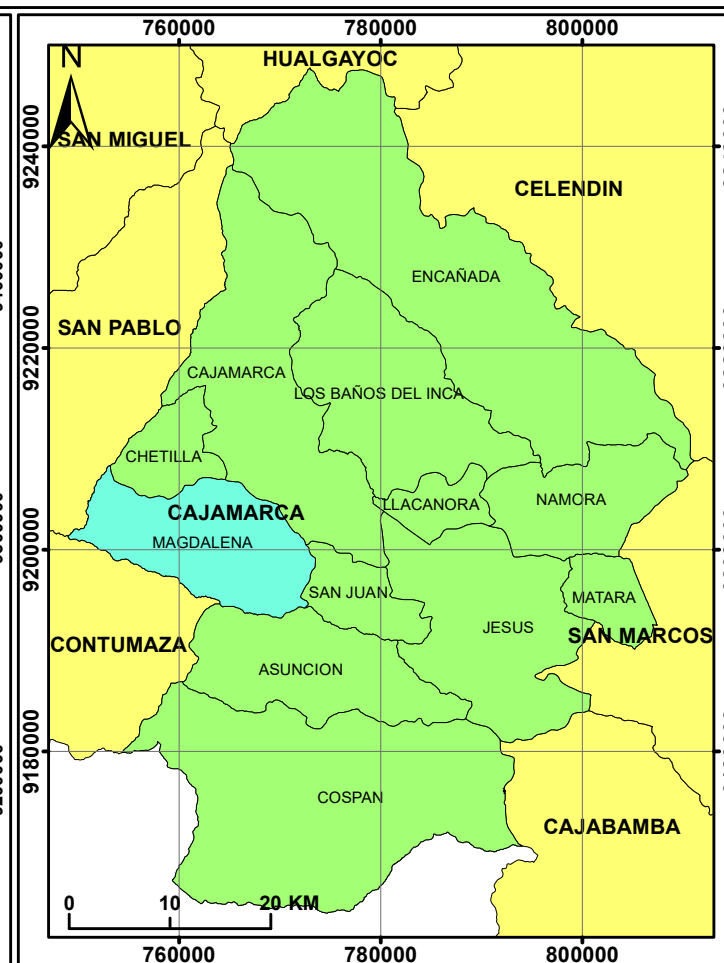 760000 780000 800000
HUALGAYOC
N
SAN MIGUEL
9240000
CELENDIN
ENCAÑADA
SAN PABLO
9220000
CAJAMARCA
LOS BAÑOS DEL INCA
CHETILLA
LLACANORA
NAMORA
CAJAMARCA
MAGDALENA
9200000
SAN JUAN
MATARA
JESUS
SAN MARCOS
CONTUMAZA
ASUNCION
9180000
COSPAN
CAJABAMBA
0 10 20 KM
760000 780000 800000